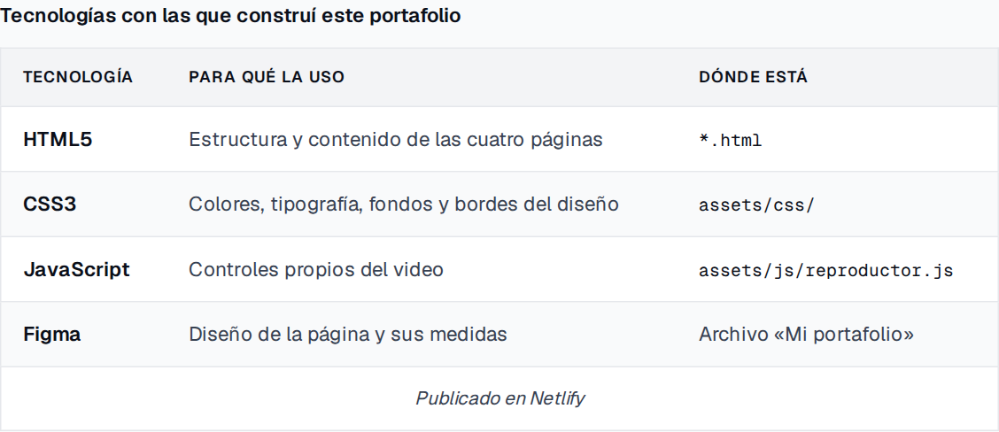 Tecnologías con las que construí este portafolio
TECNOLOGÍA PARA QUÉ LA USO DÓNDE ESTÁ
HTML5 Estructura y contenido de las cuatro páginas *.html
CSS3 Colores, tipografía, fondos y bordes del diseño assets/css/
JavaScript Controles propios del video assets/js/reproductor.js
Figma Diseño de la página y sus medidas Archivo «Mi portafolio»
Publicado en Netlify